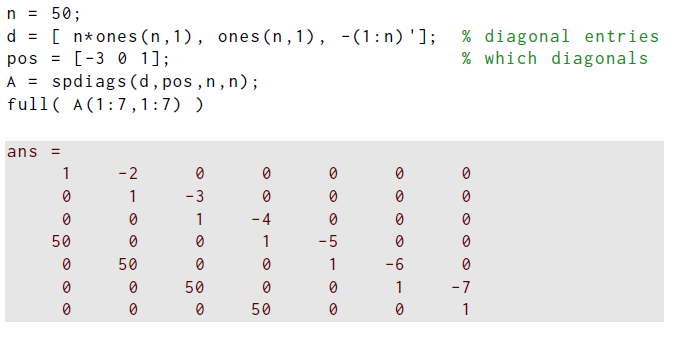 n = 50;
d = [ n*ones(n,1), ones(n,1), -(1:n)']; % diagonal entries
pos = [-3 0 1]; % which diagonals
A = spdiags(d,pos,n,n);
full( A(1:7,1:7) )
ans =
1 -2 0 0 0 0 0
0 1 -3 0 0 0 0
0 0 1 -4 0 0 0
50 0 0 1 -5 0 0
0 50 0 0 1 -6 0
0 0 50 0 0 1 -7
0 0 0 50 0 0 1